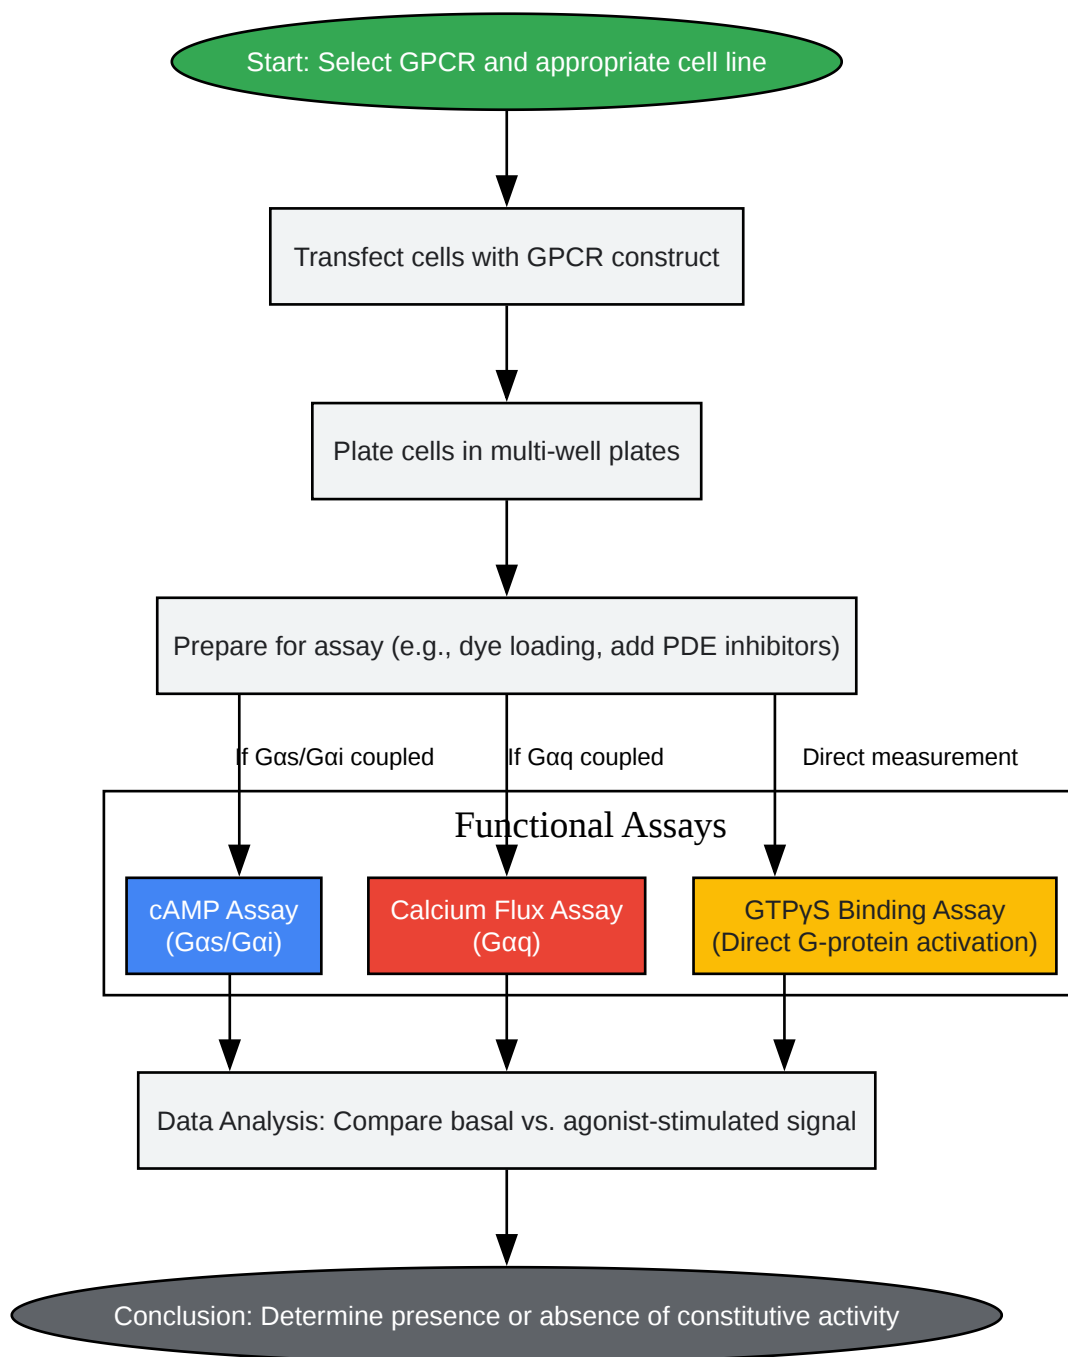 Start: Select GPCR and appropriate cell line
Transfect cells with GPCR construct
Plate cells in multi-well plates
Prepare for assay (e.g., dye loading, add PDE inhibitors)
If Gαs/Gαi coupled
If Gαq coupled
Direct measurement
Functional Assays
cAMP Assay
(Gαs/Gαi)
Calcium Flux Assay
(Gαq)
GTPγS Binding Assay
(Direct G-protein activation)
Data Analysis: Compare basal vs. agonist-stimulated signal
Conclusion: Determine presence or absence of constitutive activity